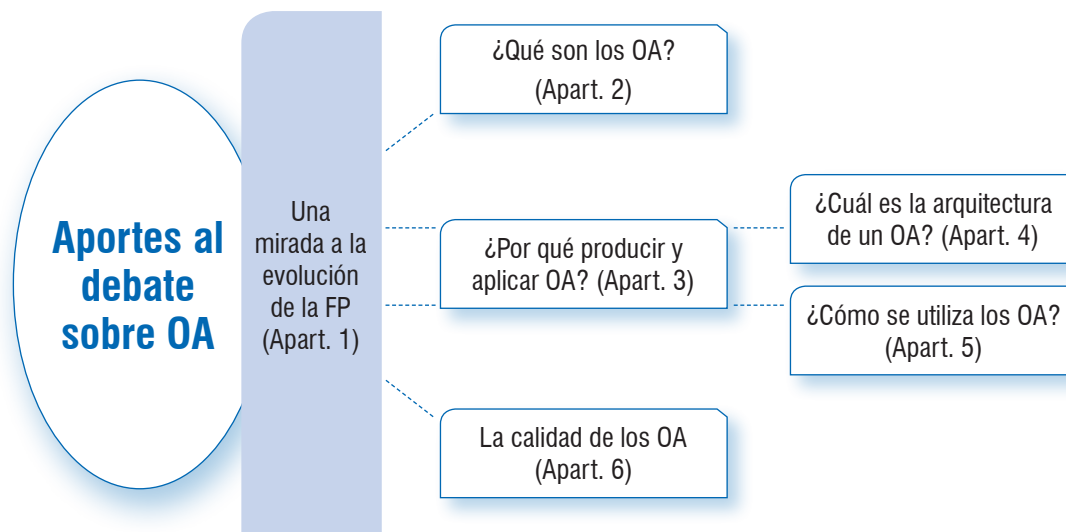 Aportes al
debate
sobre OA
Una
mirada a la
evolución
de la FP
(Apart. 1)
¿Qué son los OA?
(Apart. 2)
¿Por qué producir y
aplicar OA? (Apart. 3)
¿Cuál es la arquitectura
de un OA? (Apart. 4)
¿Cómo se utiliza los OA?
(Apart. 5)
La calidad de los OA
(Apart. 6)